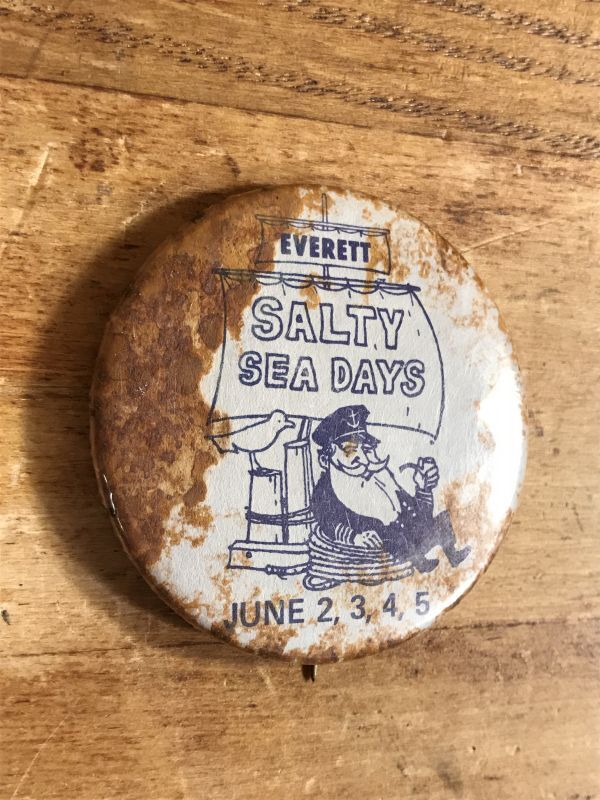 EVERETT
SALTY
SEA DAYS
JUNE 2, 3, 4, 5